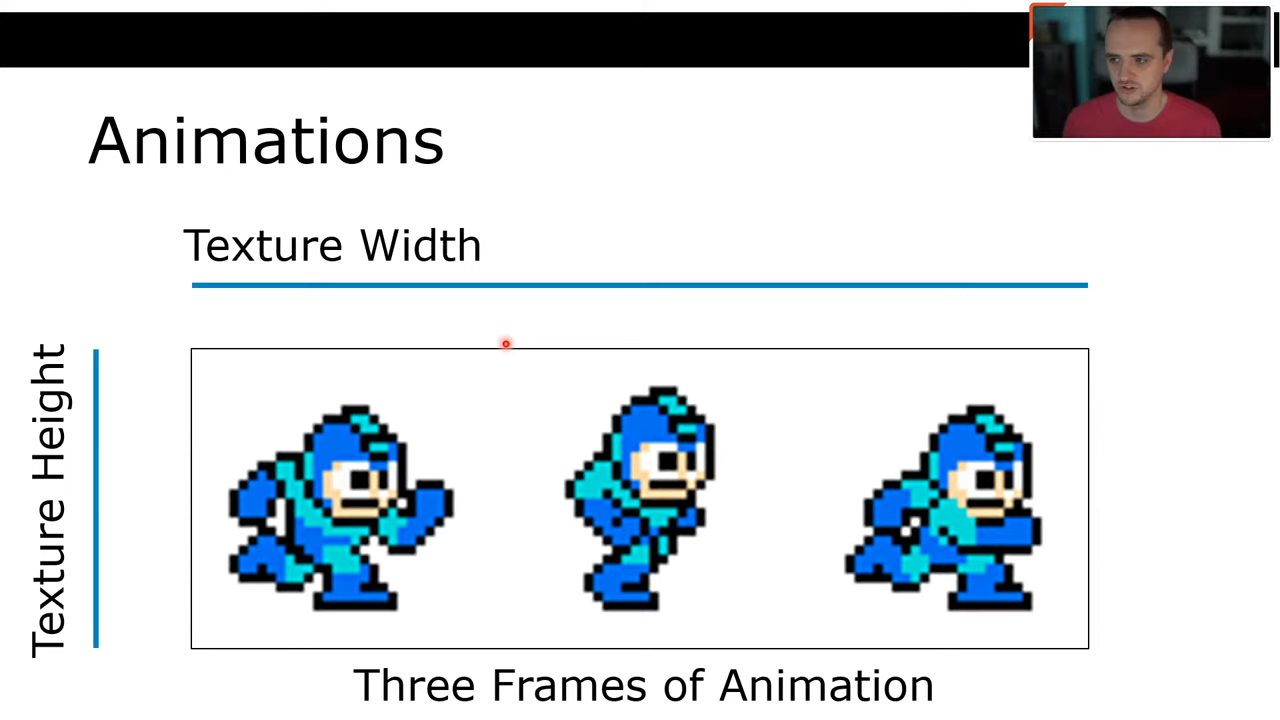 Animations
Texture Width
Texture Height
Three Frames of Animation